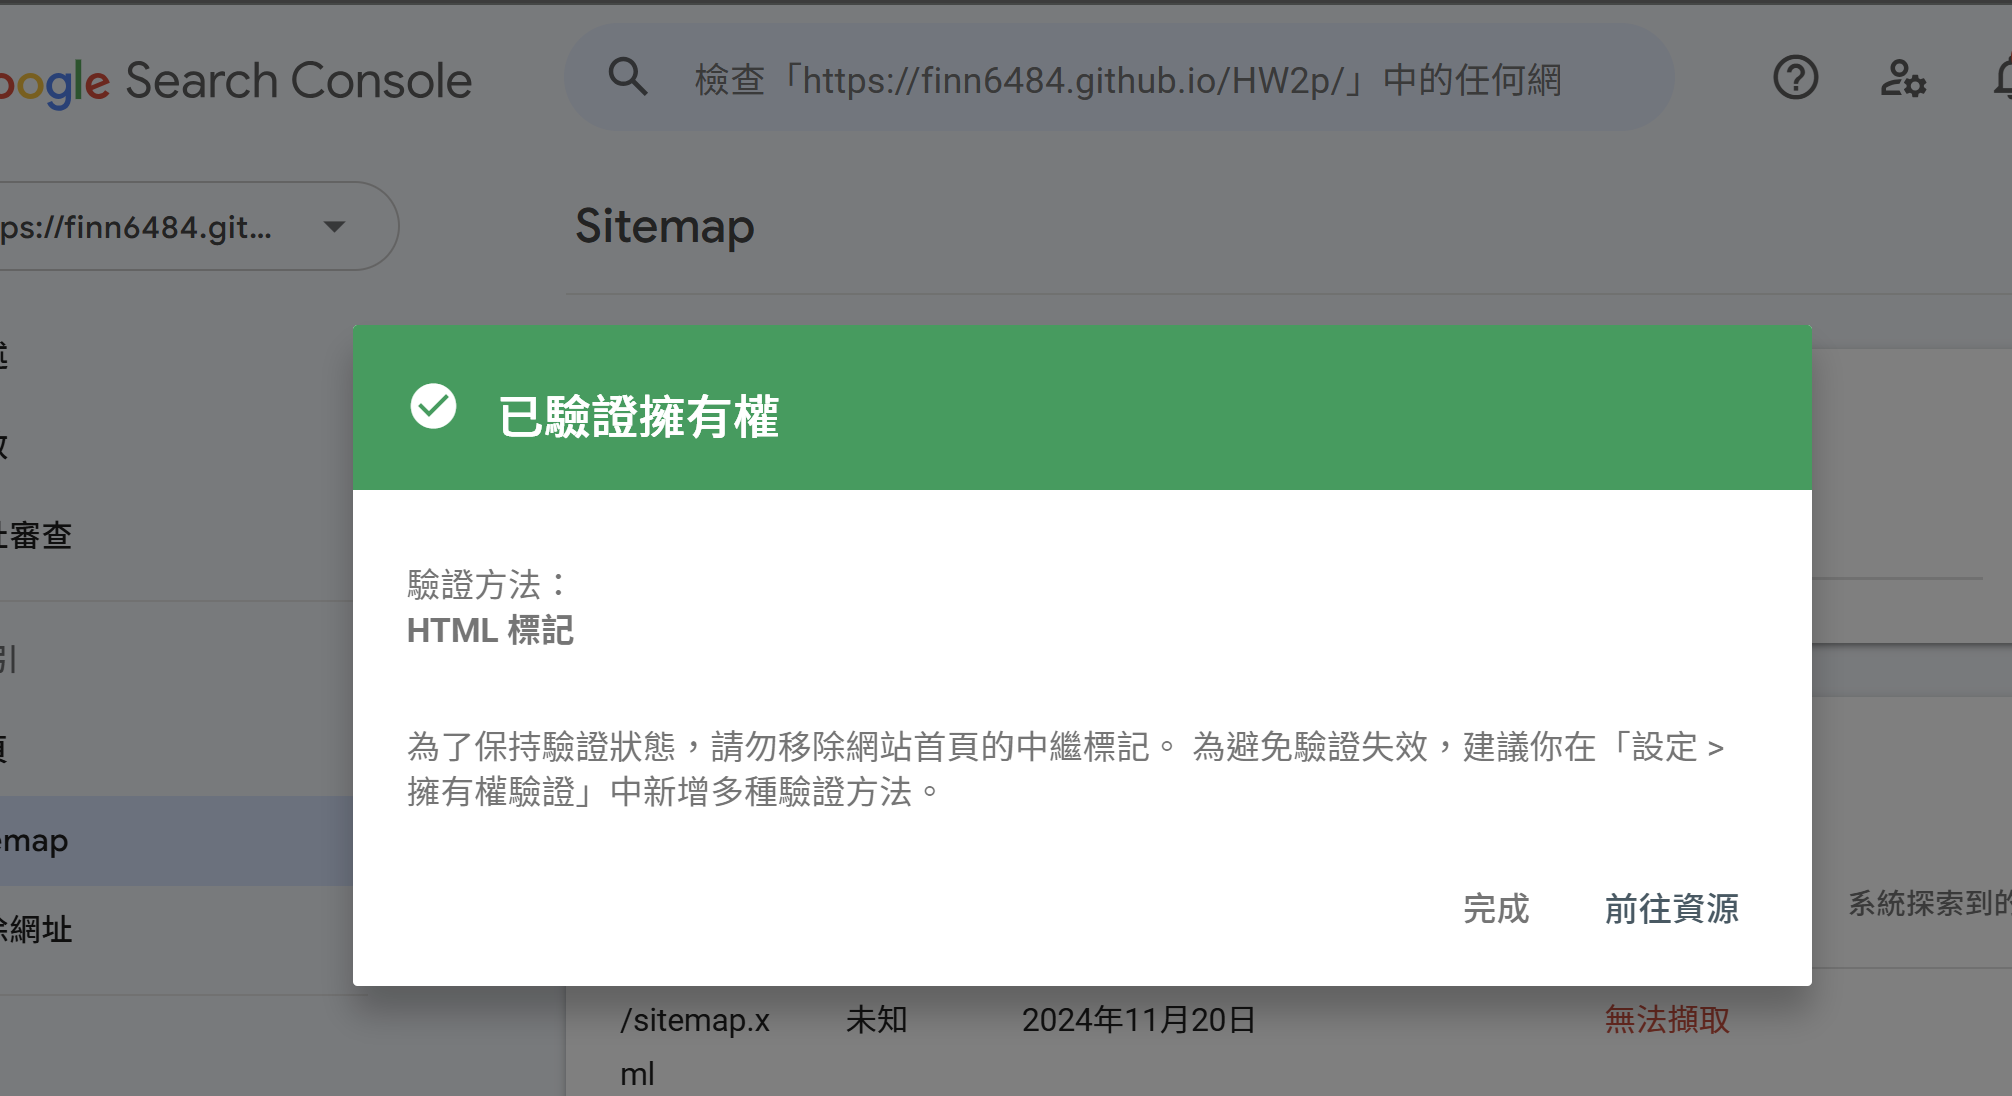 oogle Search Console
檢查「https://finn6484.github.io/HW2p/」中的任何網
ps://finn6484.git...
Sitemap
已驗證擁有權
審查
驗證方法：
HTML 標記
引
為了保持驗證狀態，請勿移除網站首頁的中繼標記。 為避免驗證失效，建議你在「設定 >
擁有權驗證」中新增多種驗證方法。
emap
完成
前往資源
系統探索到的
網址
/sitemap.x
ml
未知
2024年11月20日
無法擷取